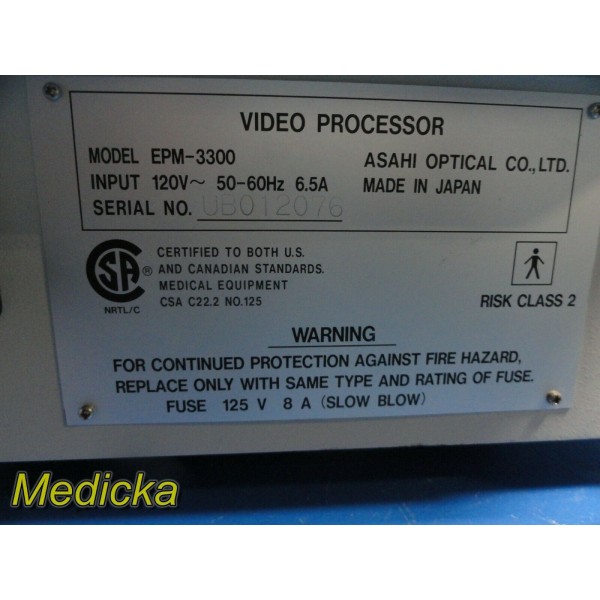 VIDEO PROCESSOR
MODEL EPM-3300 ASAHI OPTICAL CO.,LTD.
INPUT 120V~ 50-60Hz 6.5A MADE IN JAPAN
SERIAL NO. UB012076
CSA ® CERTIFIED TO BOTH U.S.
AND CANADIAN STANDARDS.
MEDICAL EQUIPMENT
NRTL/C CSA C22.2 NO.125 RISK CLASS 2
WARNING
FOR CONTINUED PROTECTION AGAINST FIRE HAZARD,
REPLACE ONLY WITH SAME TYPE AND RATING OF FUSE.
FUSE 125 V 8 A (SLOW BLOW)
Medicka